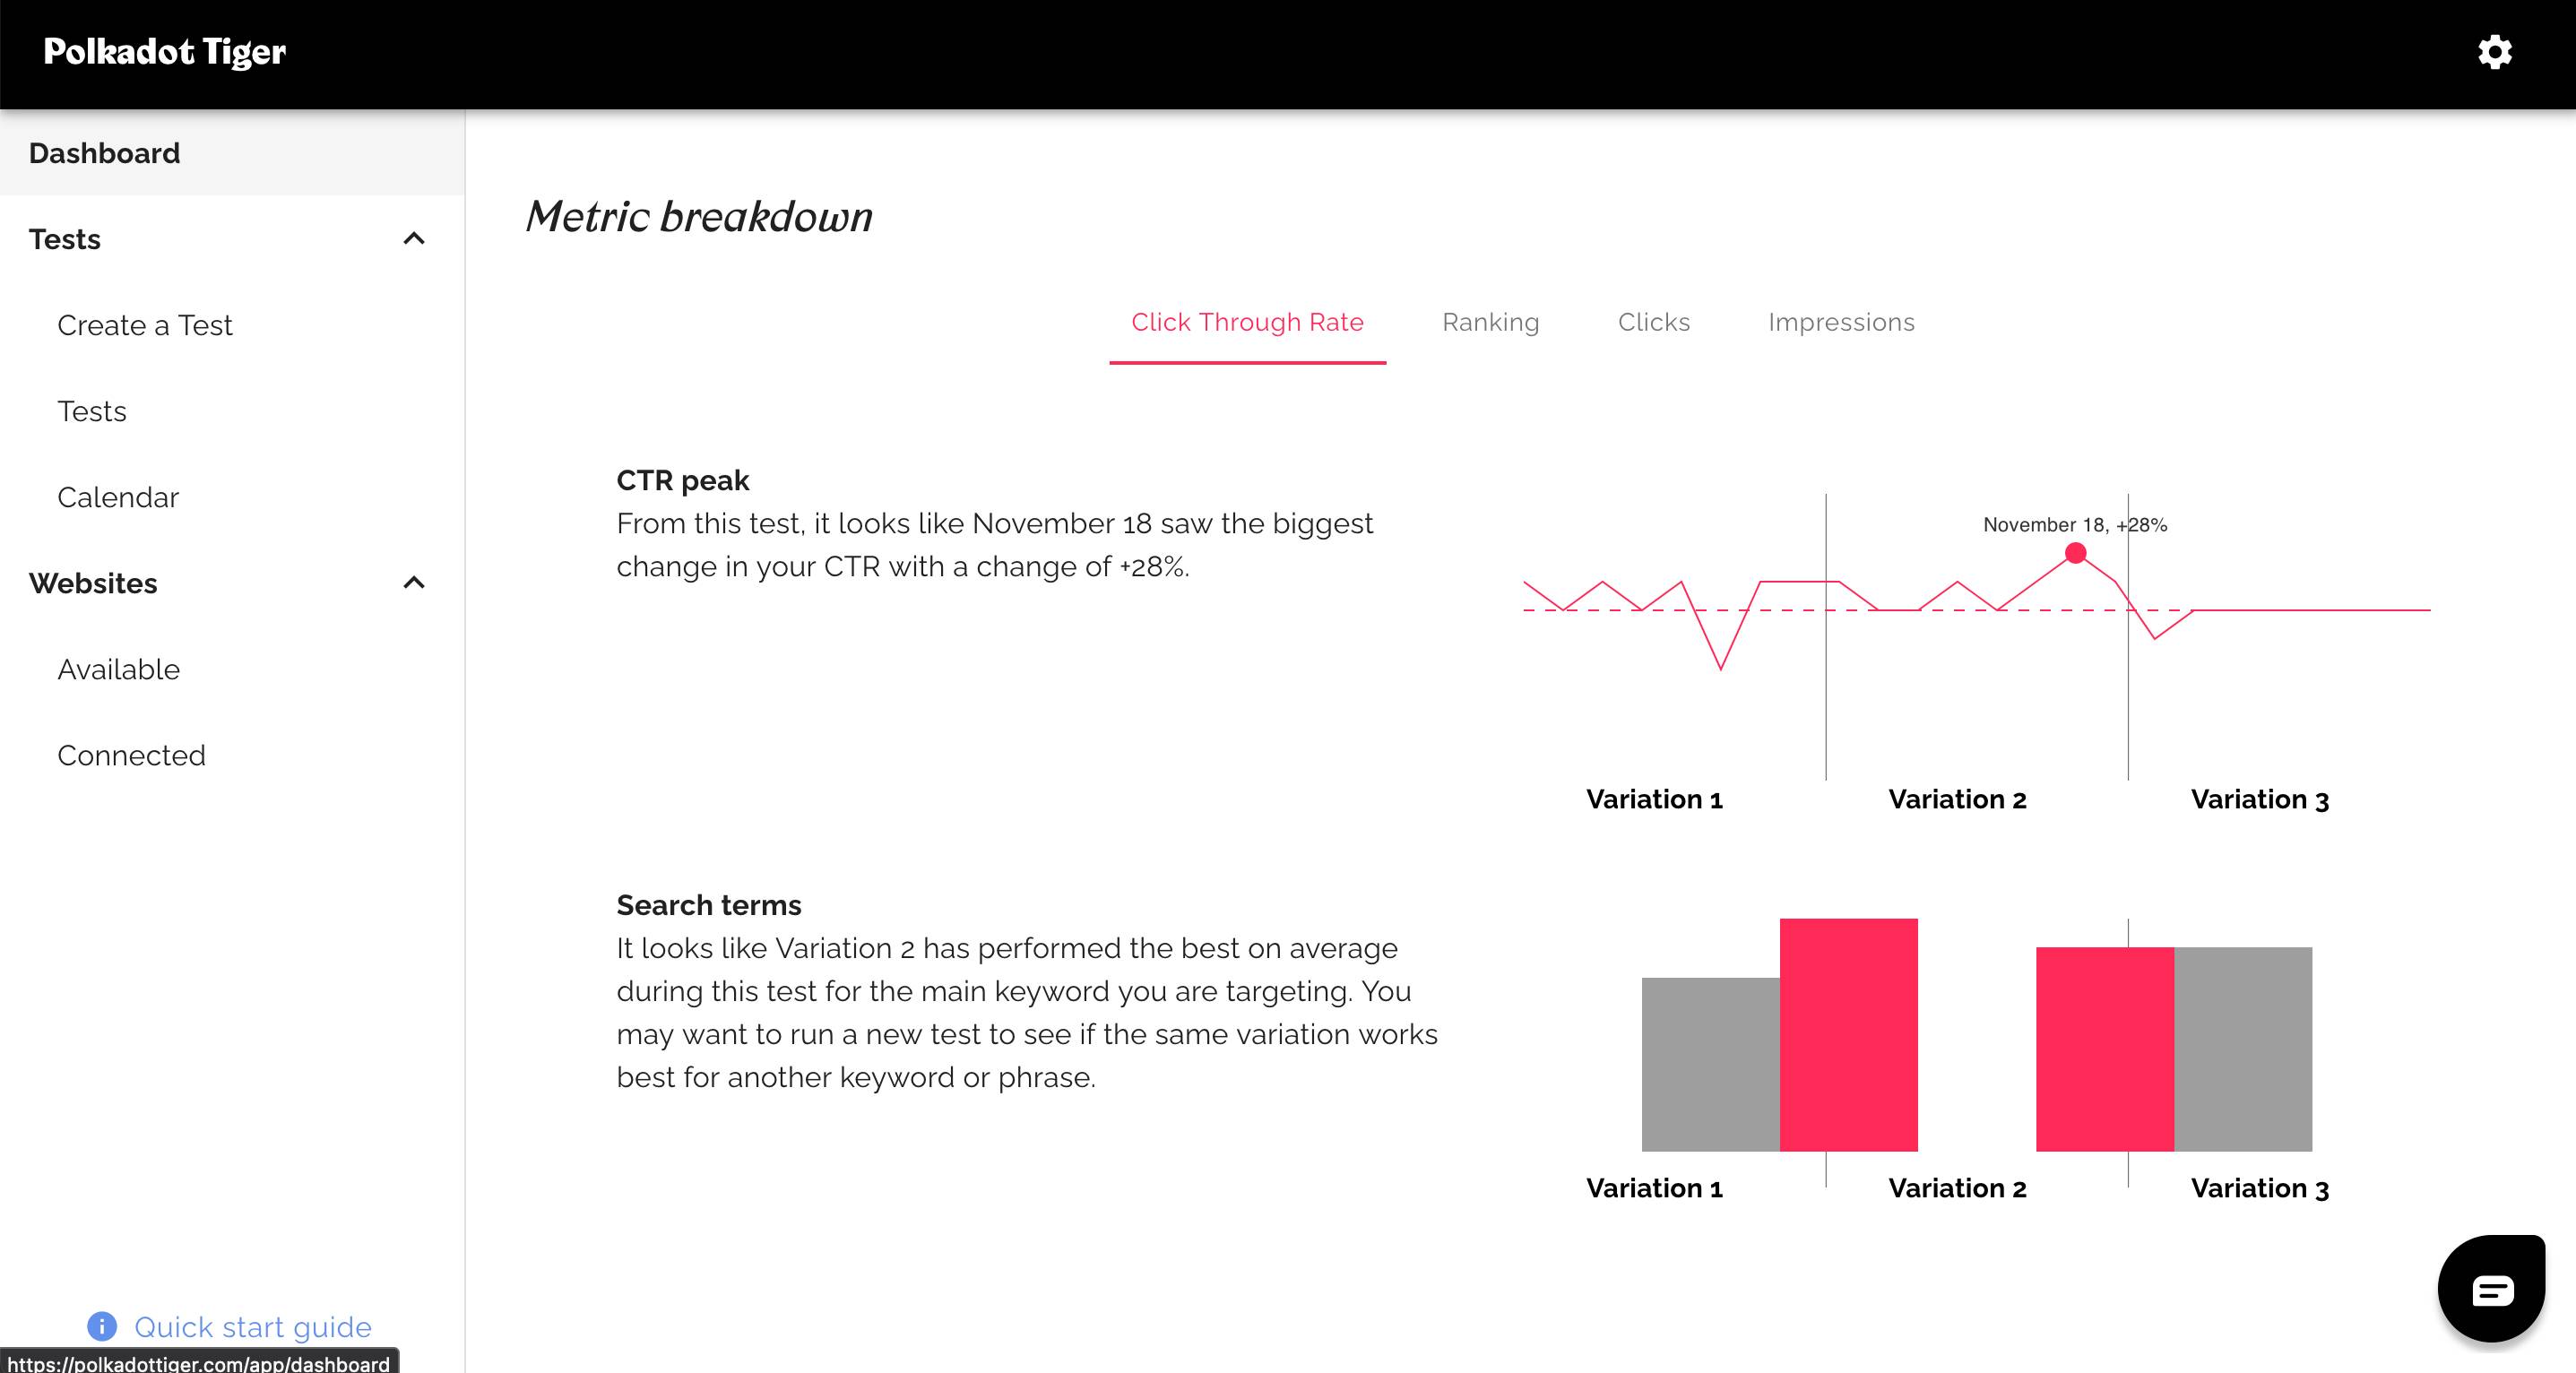 Polkadot Tiger
Dashboard
Tests
Create a Test
Tests
Calendar
Websites
Available
Connected
Quick start guide
https://polkadottiger.com/app/dashboard
Metric breakdown
Click Through Rate
Ranking
Clicks
Impressions
CTR peak
From this test, it looks like November 18 saw the biggest
change in your CTR with a change of +28%.
November 18, +28%
Variation 1
Variation 2
Variation 3
Search terms
It looks like Variation 2 has performed the best on average
during this test for the main keyword you are targeting. You
may want to run a new test to see if the same variation works
best for another keyword or phrase.
Variation 1
Variation 2
Variation 3